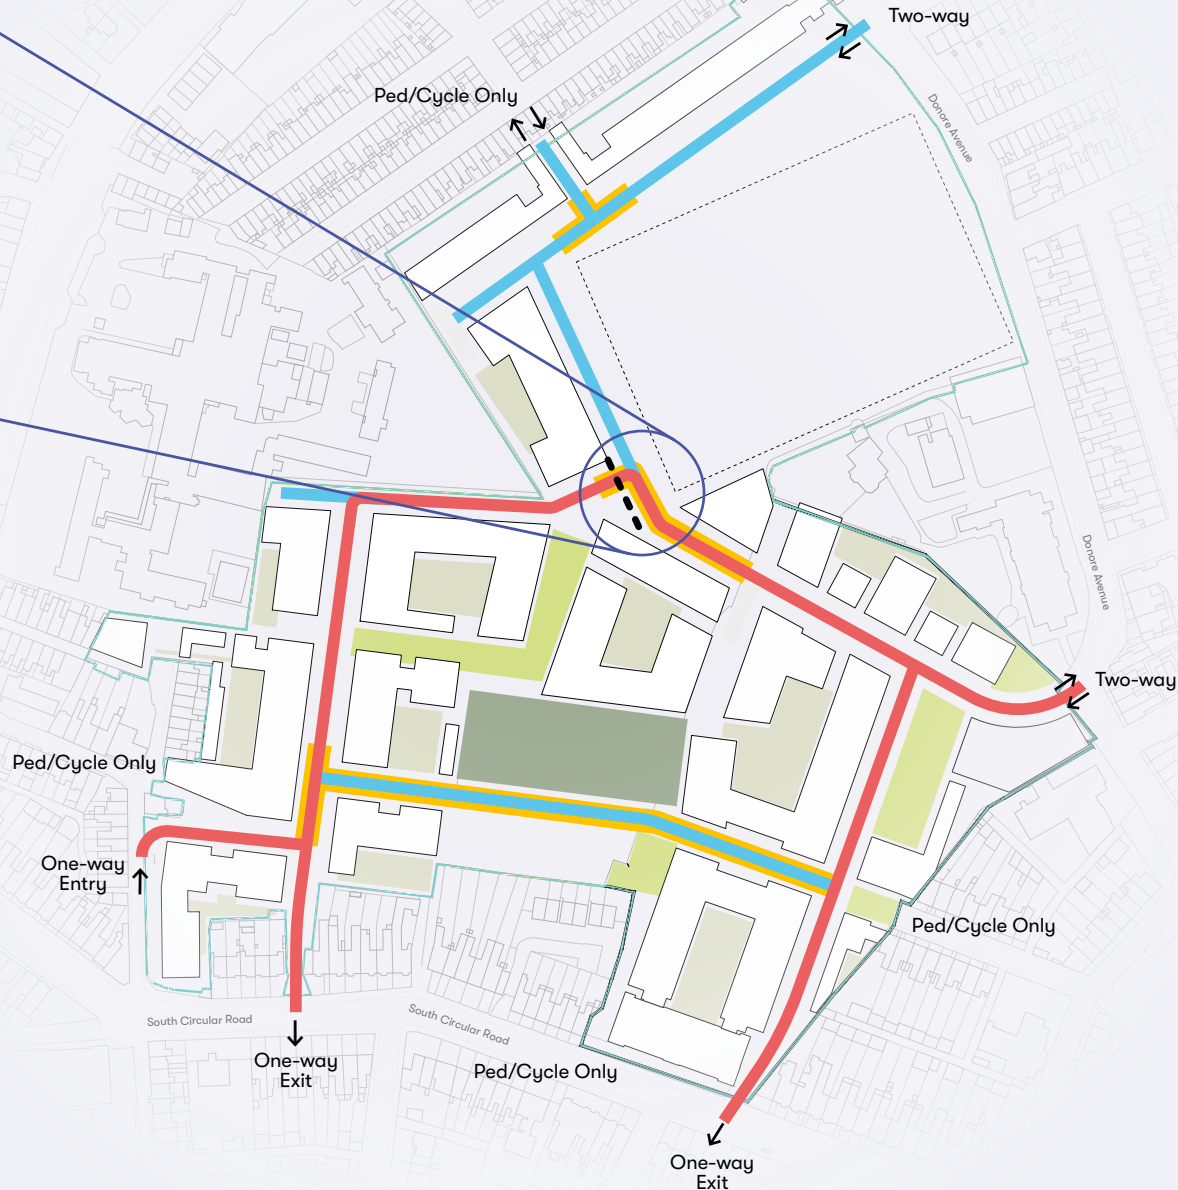 Two-way
Ped/Cycle Only
Donore Avenue
Donore Avenue
Two-way
Ped/Cycle Only
One-way
Entry
Ped/Cycle Only
South Circular Road
South Circular Road
One-way
Exit
Ped/Cycle Only
One-way
Exit